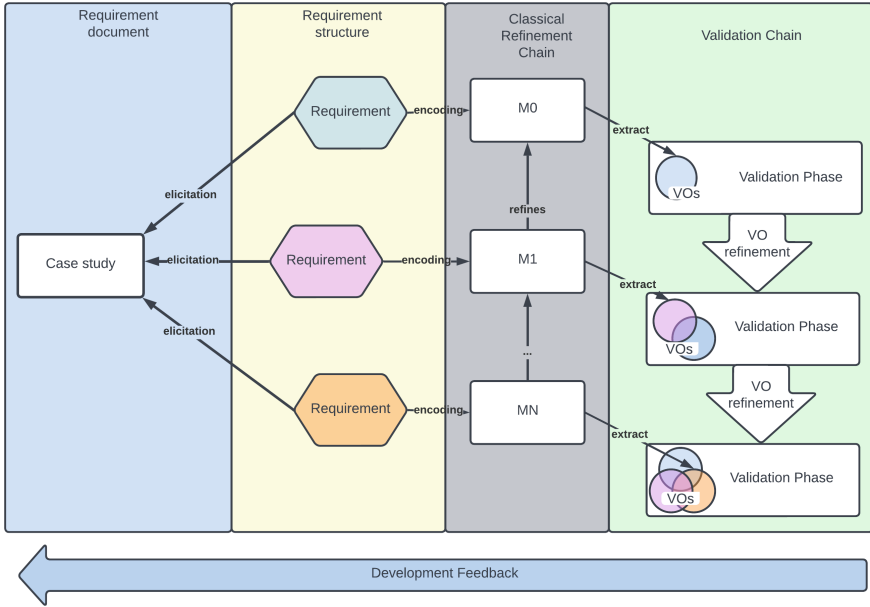 Requirement
document
Requirement
structure
Classical
Refinement
Chain
Validation Chain
Requirement
encoding
M0
extract
VOs
Validation Phase
elicitation
refines
VO
refinement
Case study
elicitation
Requirement
encoding
M1
extract
VOs
Validation Phase
elicitation
...
VO
refinement
Requirement
encoding
MN
extract
VOs
Validation Phase
Development Feedback